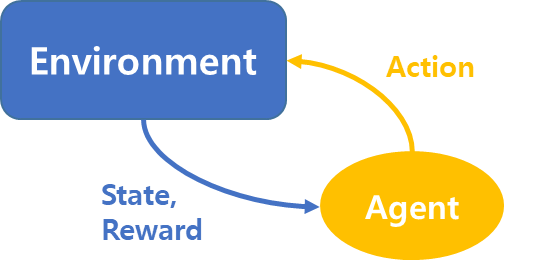 Environment
Action
State,
Reward
Agent